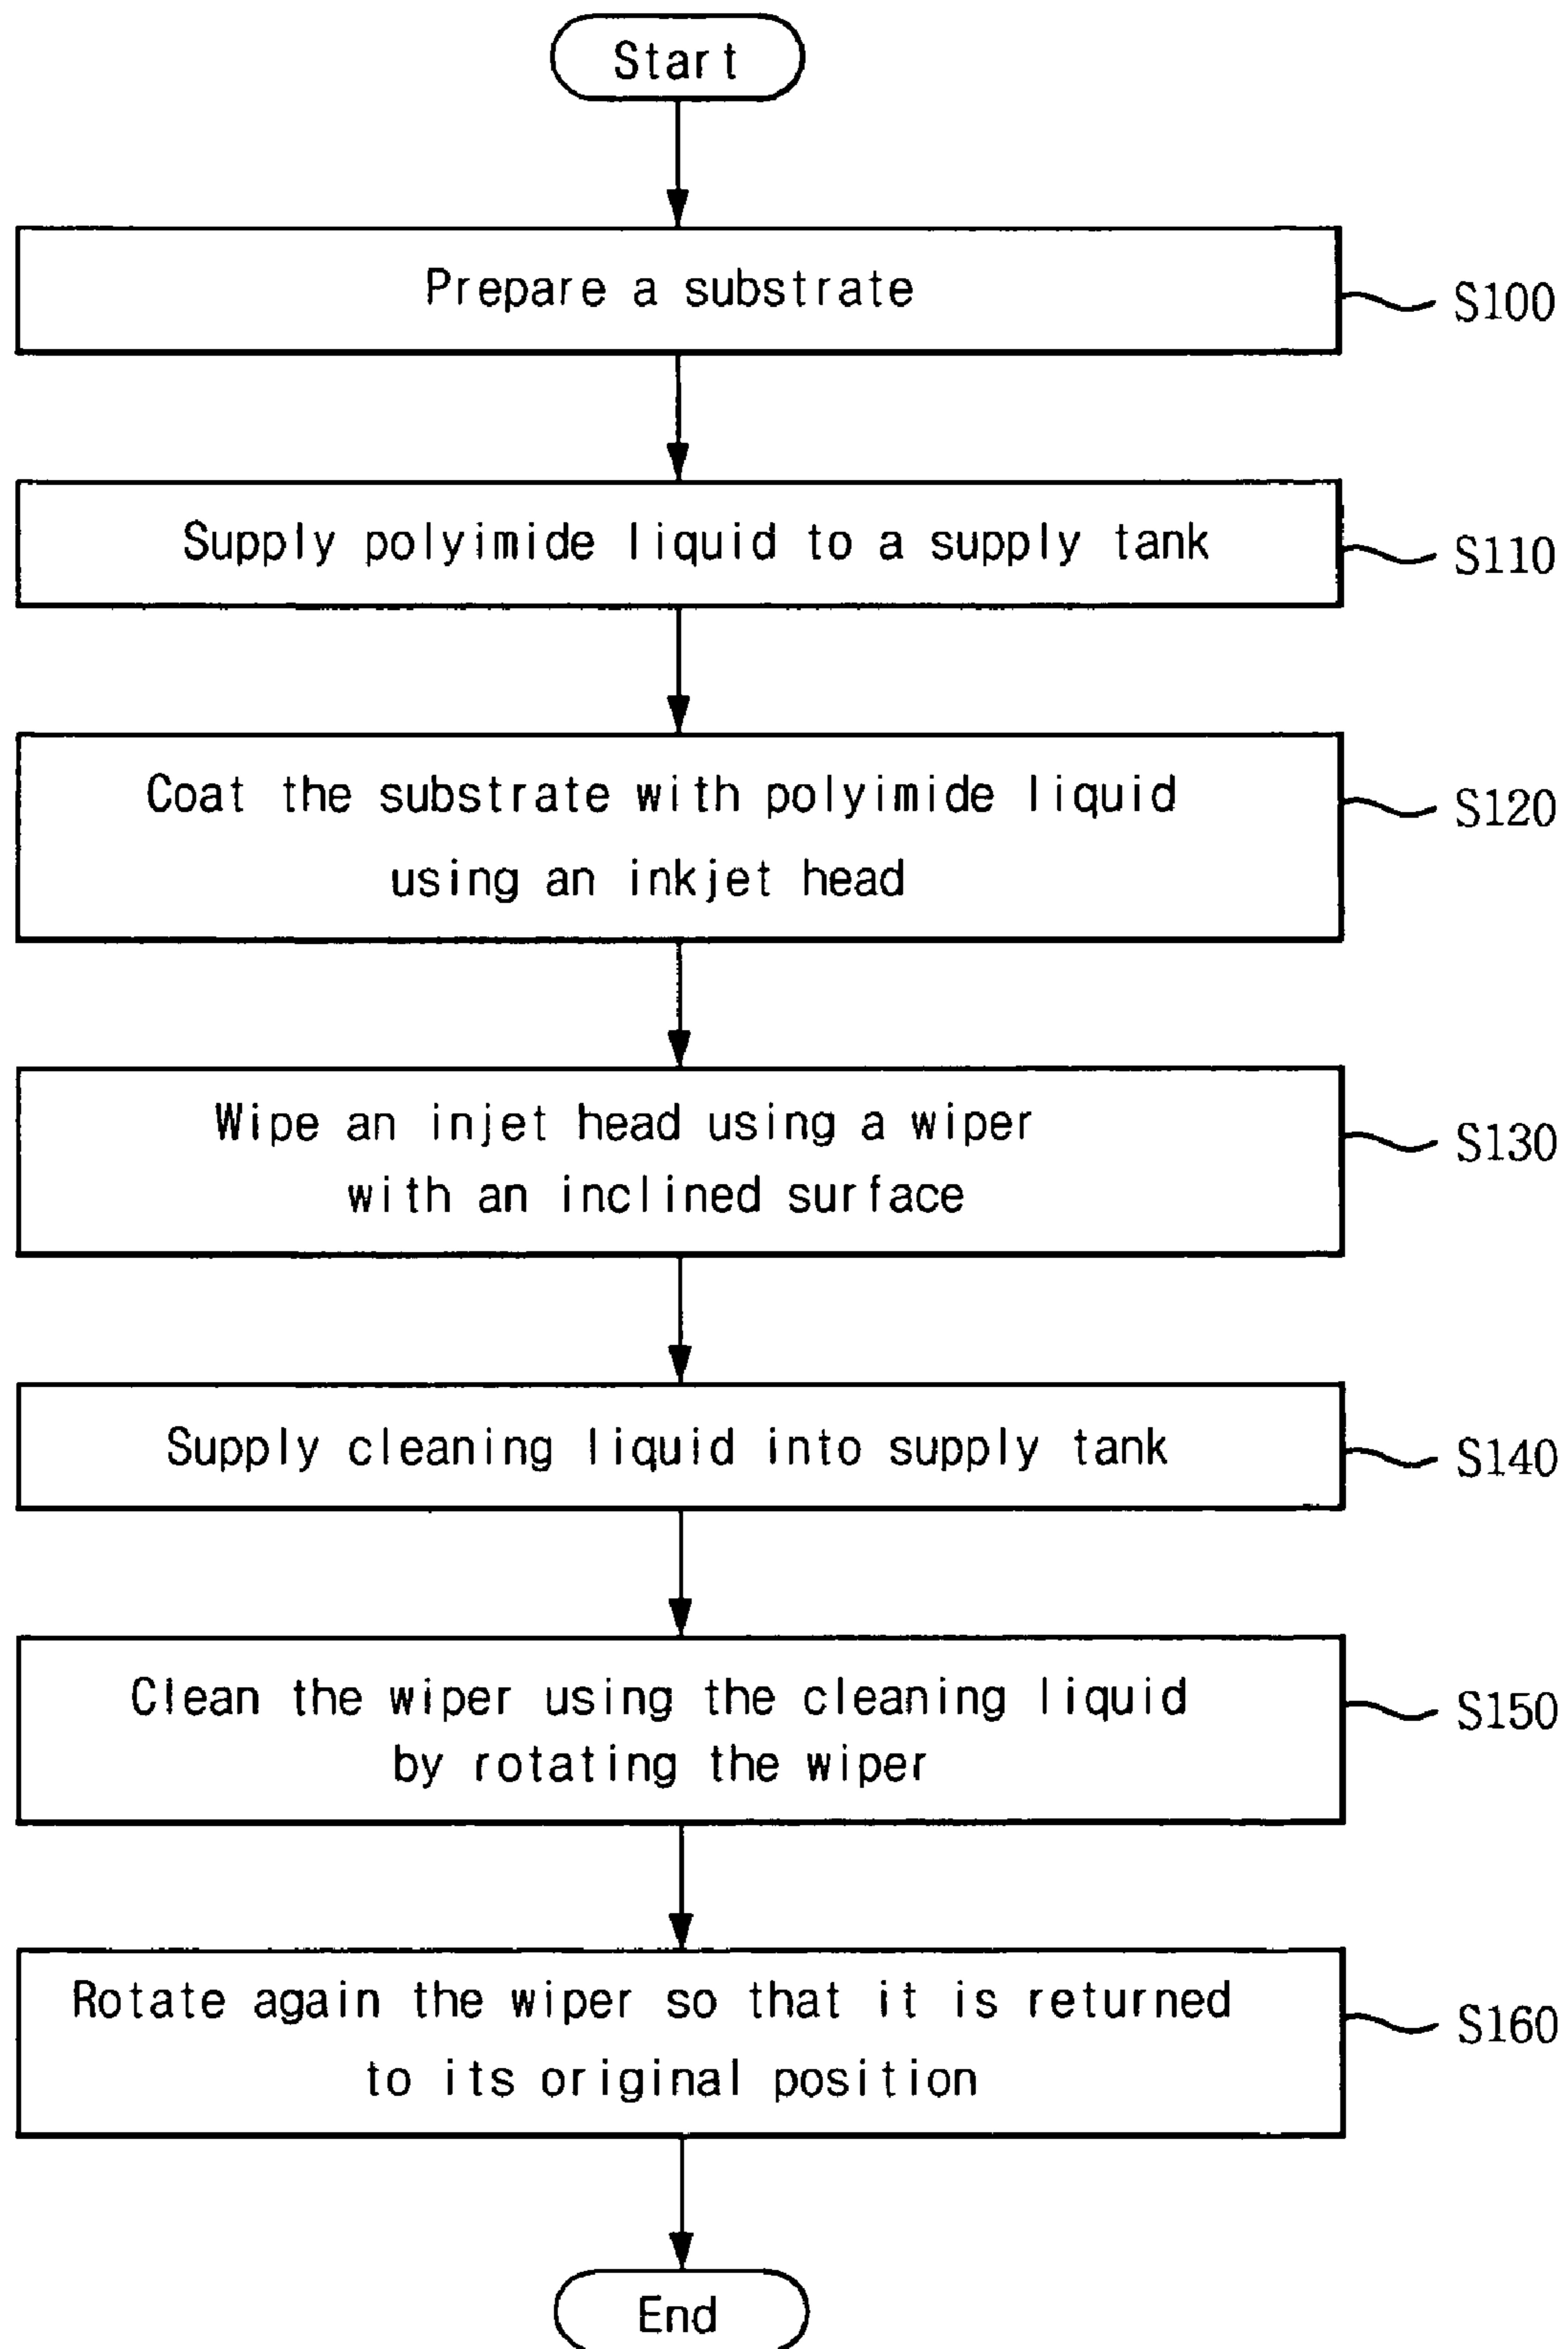 Start
Prepare a substrate
S100
Supply polyimide liquid to a supply tank
S110
Coat the substrate with polyimide liquid
using an inkjet head
S120
Wipe an injet head using a wiper
with an inclined surface
S130
Supply cleaning liquid into supply tank
S140
Clean the wiper using the cleaning liquid
by rotating the wiper
S150
Rotate again the wiper so that it is returned
to its original position
S160
End